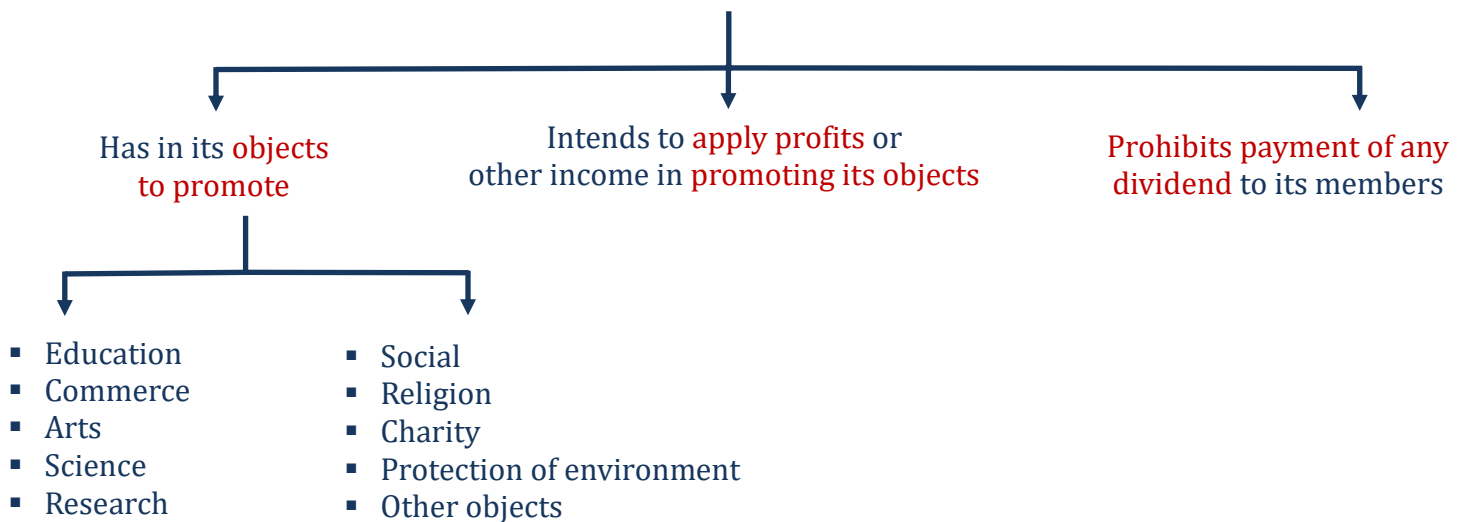 Has in its objects
to promote
Intends to apply profits or
other income in promoting its objects
Prohibits payment of any
dividend to its members
▪ Education
▪ Commerce
▪ Arts
▪ Science
▪ Research
▪ Social
▪ Religion
▪ Charity
▪ Protection of environment
▪ Other objects